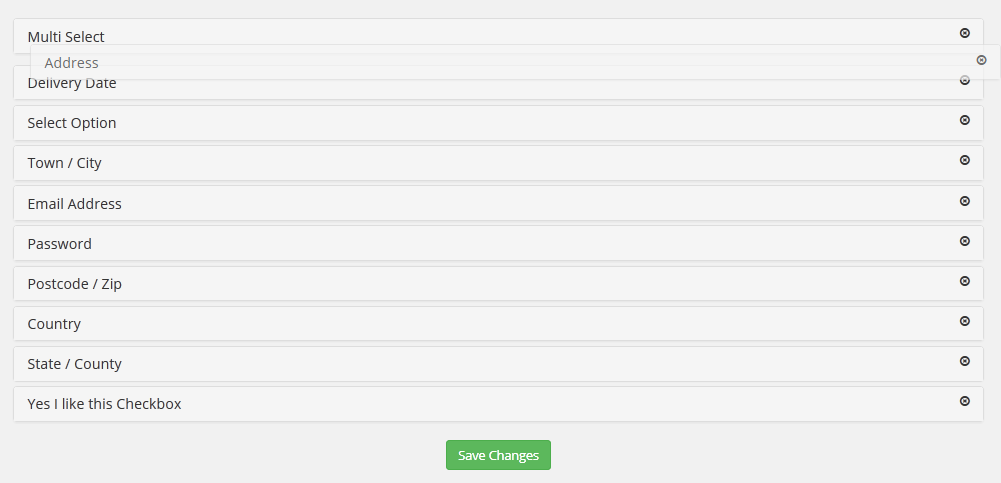 Multi Select
Address
Delivery Date
Select Option
Town / City
Email Address
Password
Postcode / Zip
Country
State / County
Yes I like this Checkbox
Save Changes